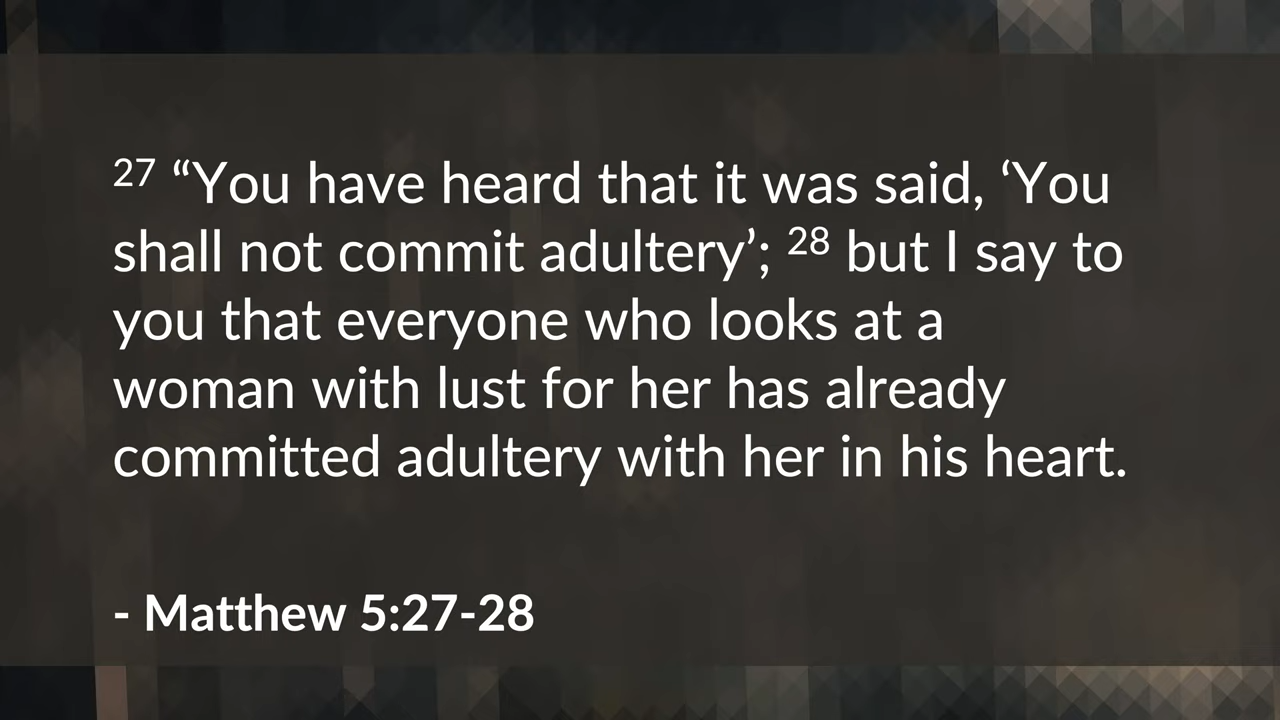 27 “You have heard that it was said, ‘You
shall not commit adultery’; 28 but I say to
you that everyone who looks at a
woman with lust for her has already
committed adultery with her in his heart.
- Matthew 5:27-28